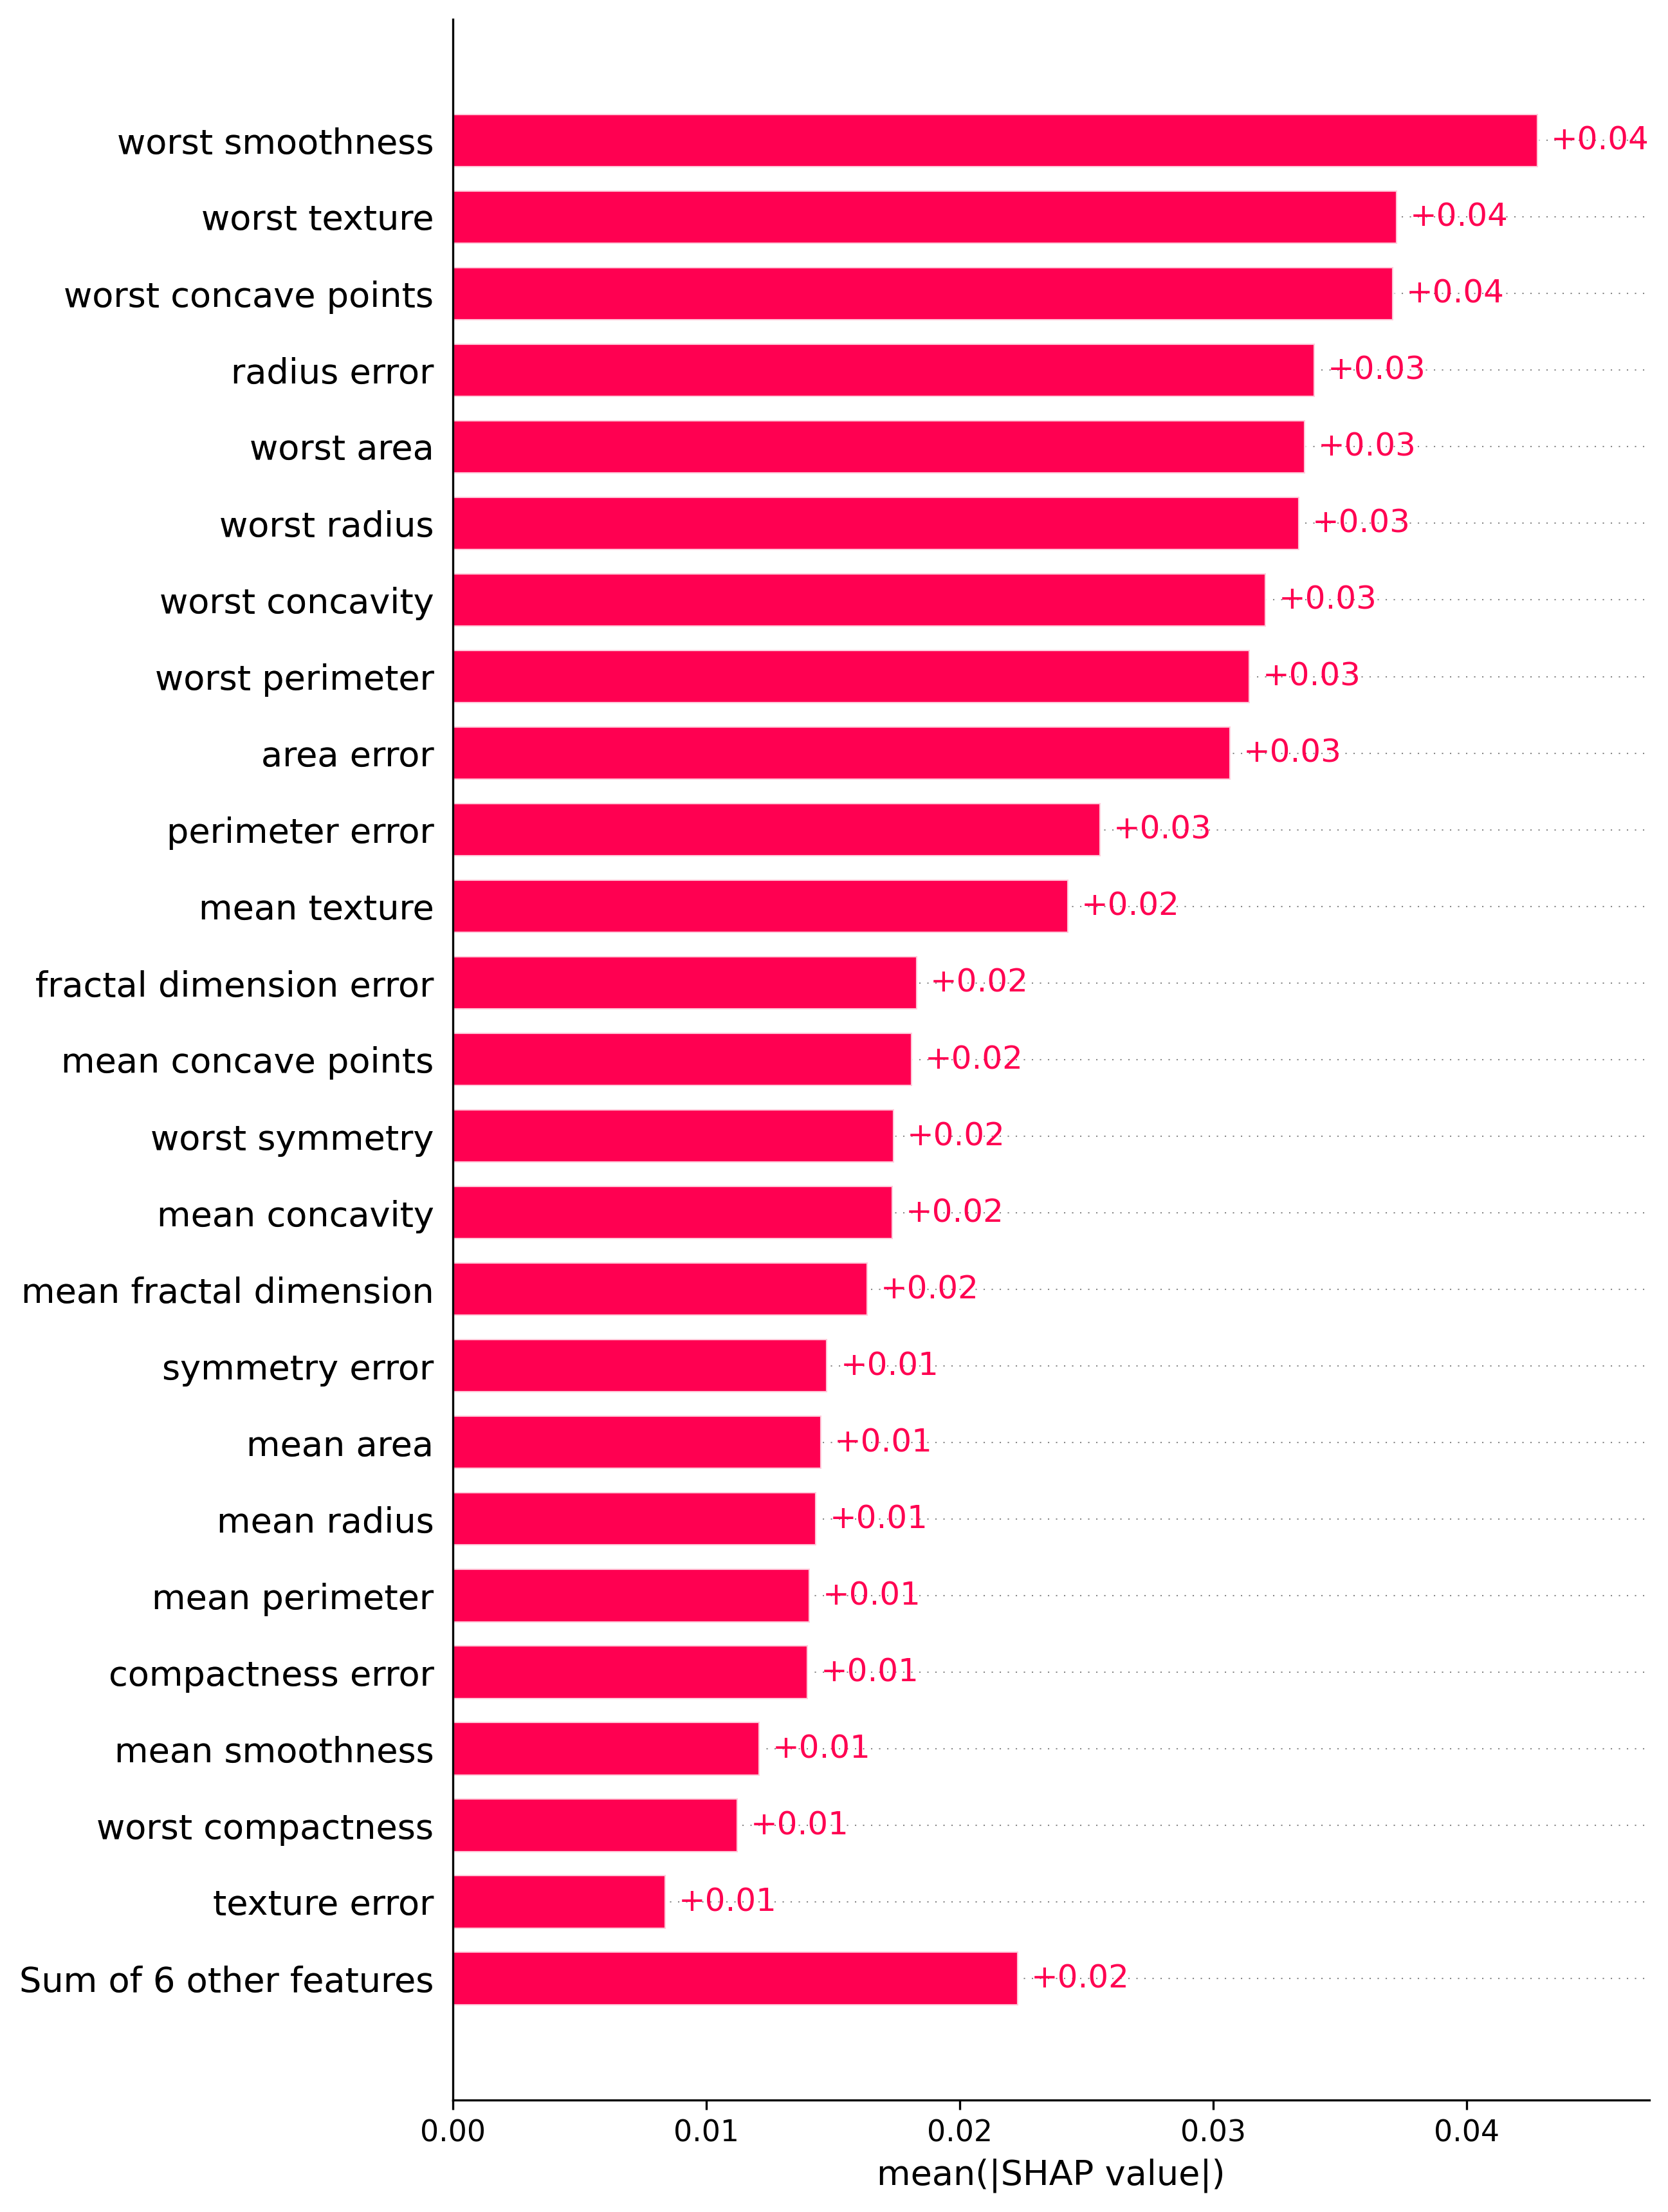 worst smoothness +0.04
worst texture +0.04
worst concave points +0.04
radius error +0.03
worst area +0.03
worst radius +0.03
worst concavity +0.03
worst perimeter +0.03
area error +0.03
perimeter error +0.03
mean texture +0.02
fractal dimension error +0.02
mean concave points +0.02
worst symmetry +0.02
mean concavity +0.02
mean fractal dimension +0.02
symmetry error +0.01
mean area +0.01
mean radius +0.01
mean perimeter +0.01
compactness error +0.01
mean smoothness +0.01
worst compactness +0.01
texture error +0.01
Sum of 6 other features +0.02
0.00 0.01 0.02 0.03 0.04
mean(|SHAP value|)